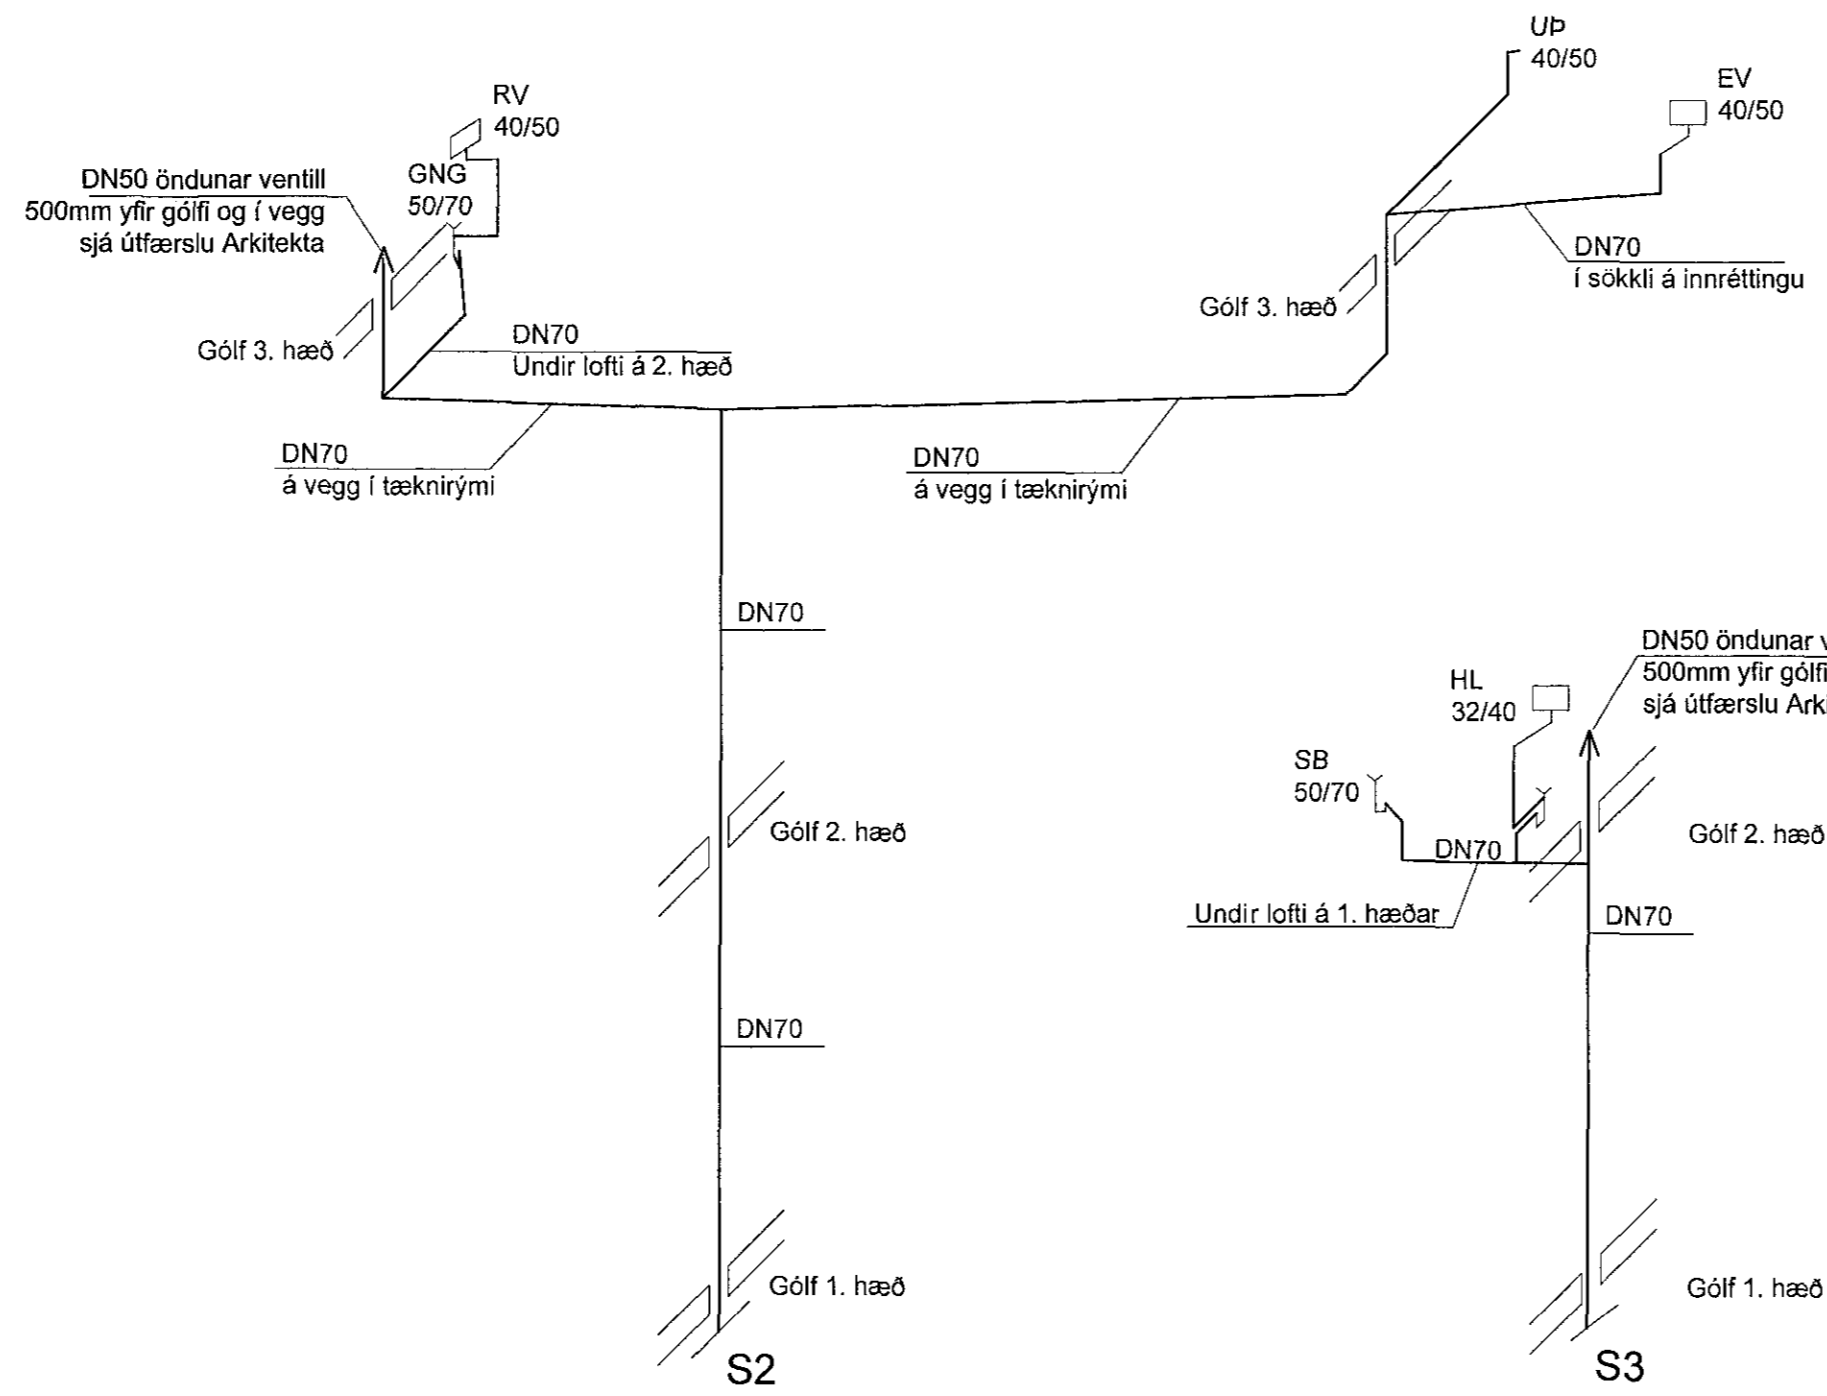 UÞ
40/50
EV
40/50
RV
40/50
GNG
50/70
DN50 öndunar ventill
500mm yfir gólfi og í vegg
sjá útfærslu Arkitekta
DN70
í sökkli á innréttingu
Gólf 3. hæð
Gólf 3. hæð
DN70
Undir lofti á 2. hæð
DN70
á vegg í tæknirými
DN70
á vegg í tæknirými
DN70
DN50 öndunar v
500mm yfir gólfi
sjá útfærslu Arki
HL
32/40
SB
50/70
Gólf 2. hæð
Gólf 2. hæð
DN70
Undir lofti á 1. hæðar
DN70
DN70
Gólf 1. hæð
Gólf 1. hæð
S2
S3